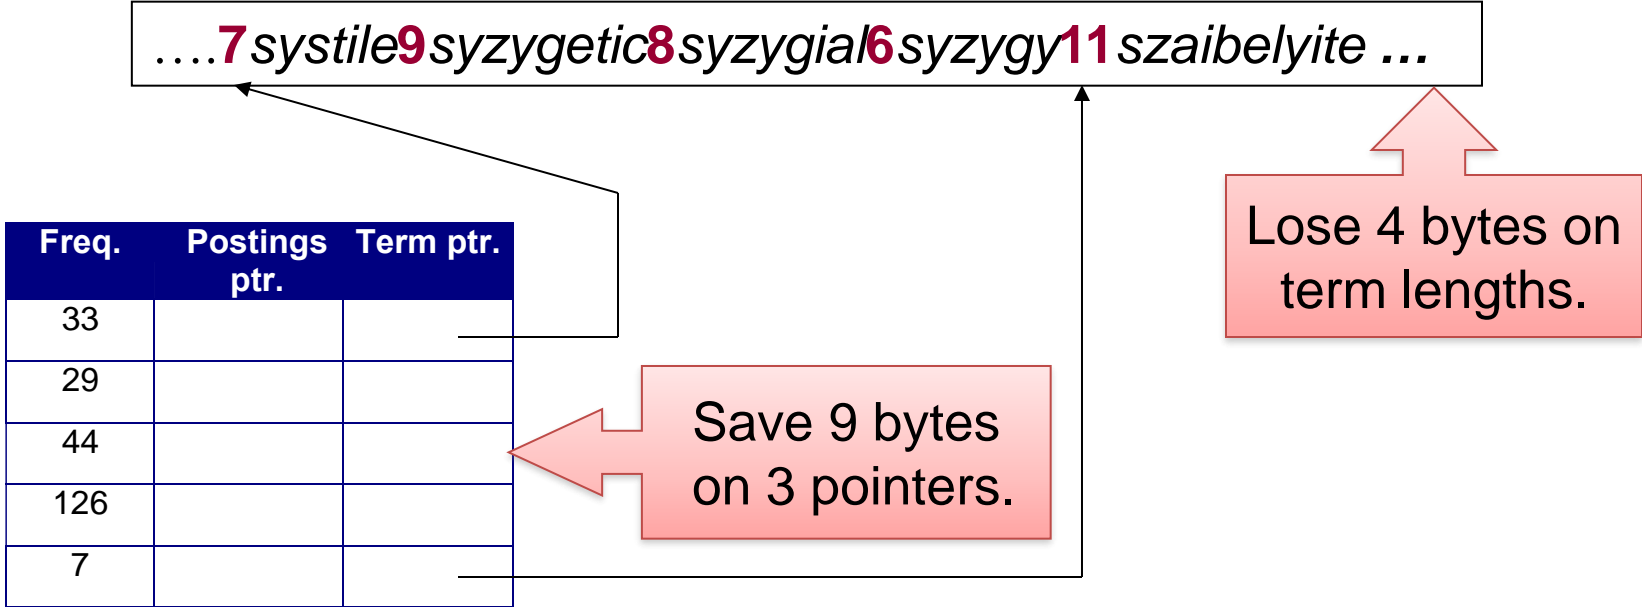 ....7systile9syzygetic8syzygial6syzygy11szaibelyite ...
Freq. Postings ptr. Term ptr.
33
29
44
126
7
Save 9 bytes
on 3 pointers.
Lose 4 bytes on
term lengths.